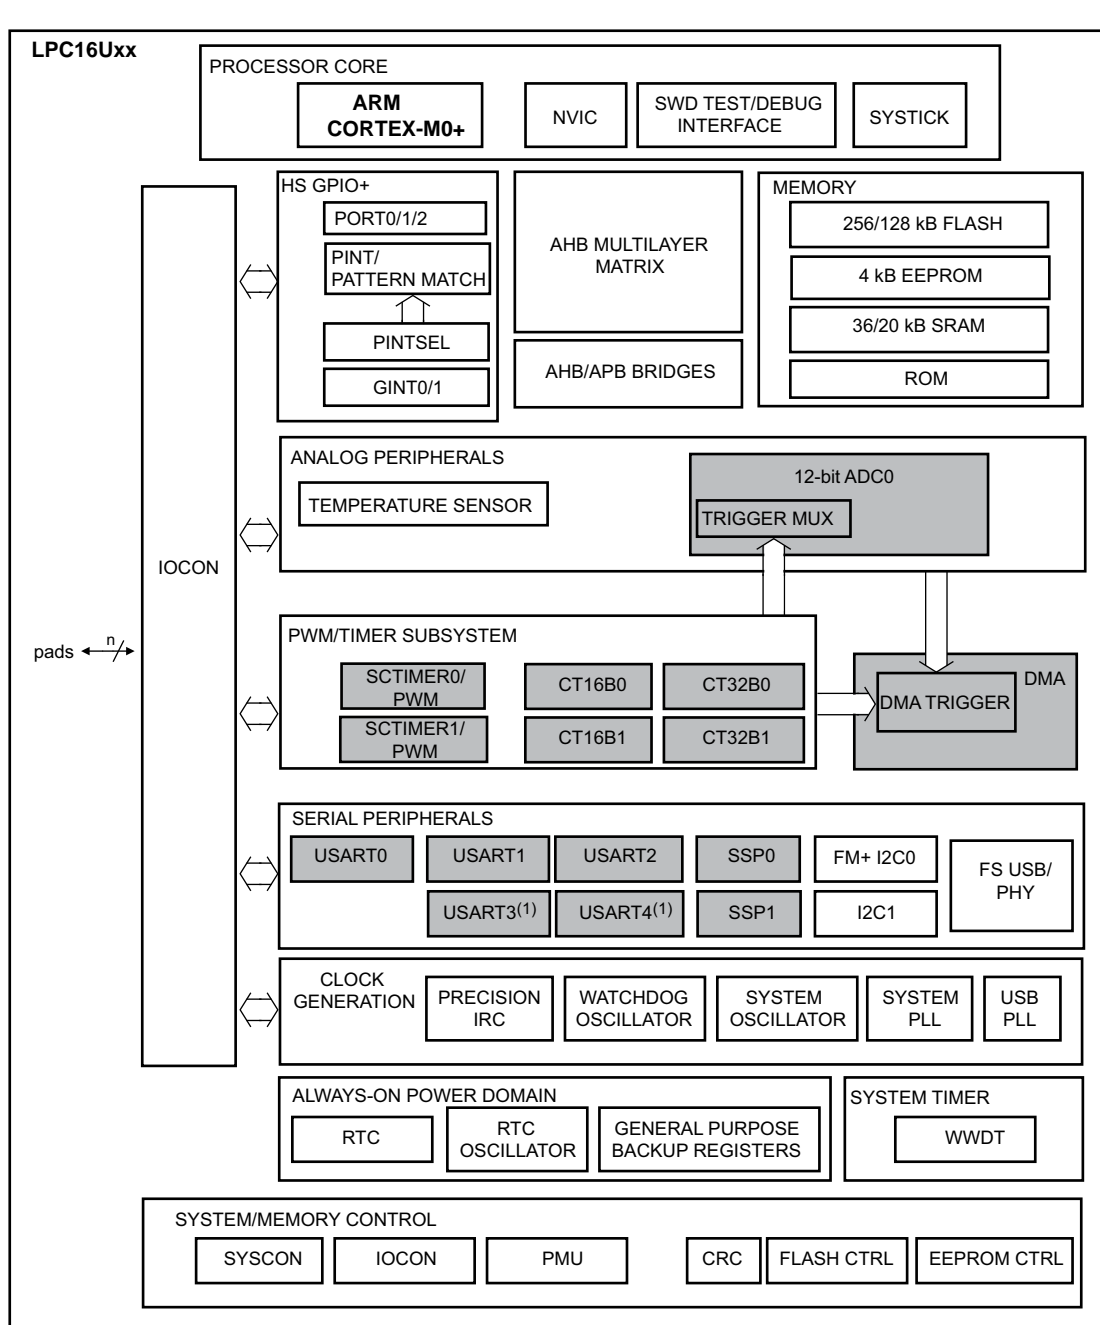 LPC16Uxx
PROCESSOR CORE
ARM
CORTEX-M0+
NVIC
SWD TEST/DEBUG
INTERFACE
SYSTICK
HS GPIO+
PORT0/1/2
PINT/
PATTERN MATCH
PINTSEL
GINT0/1
AHB MULTILAYER
MATRIX
AHB/APB BRIDGES
MEMORY
256/128 kB FLASH
4 kB EEPROM
36/20 kB SRAM
ROM
IOCON
pads
n
ANALOG PERIPHERALS
TEMPERATURE SENSOR
12-bit ADC0
TRIGGER MUX
PWM/TIMER SUBSYSTEM
SCTIMER0/
PWM
CT16B0
CT32B0
SCTIMER1/
PWM
CT16B1
CT32B1
DMA
DMA TRIGGER
SERIAL PERIPHERALS
USART0
USART1
USART2
SSP0
FM+ I2C0
FS USB/
PHY
USART3(1)
USART4(1)
SSP1
I2C1
CLOCK
GENERATION
PRECISION
IRC
WATCHDOG
OSCILLATOR
SYSTEM
OSCILLATOR
SYSTEM
PLL
USB
PLL
ALWAYS-ON POWER DOMAIN
RTC
RTC
OSCILLATOR
GENERAL PURPOSE
BACKUP REGISTERS
SYSTEM TIMER
WWDT
SYSTEM/MEMORY CONTROL
SYSCON
IOCON
PMU
CRC
FLASH CTRL
EEPROM CTRL